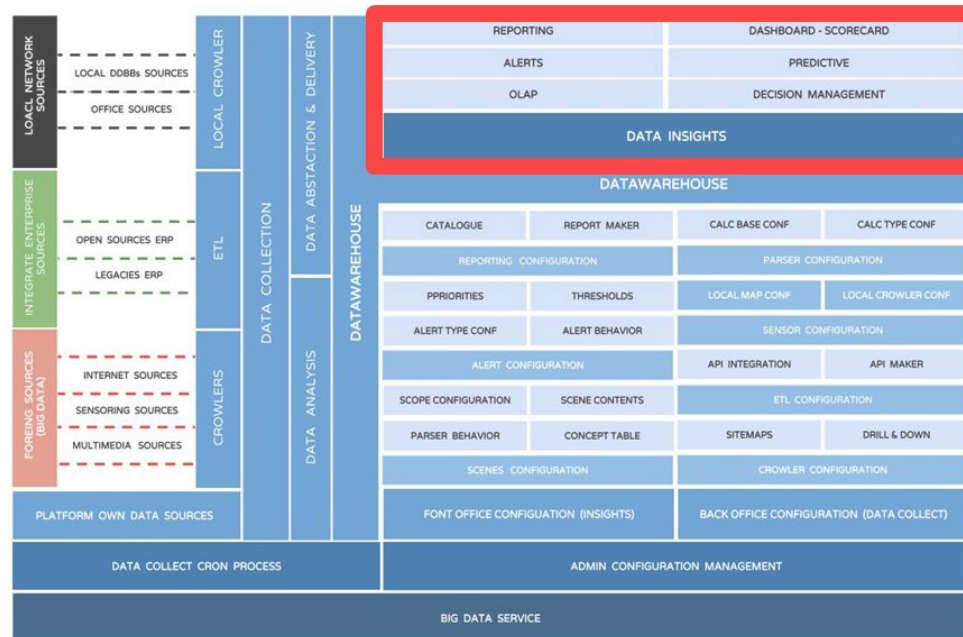 LOACL NETWORK
SOURCES
LOCAL DDBBs SOURCES
OFFICE SOURCES
LOCAL CROWLER
INTEGRATE ENTERPRISE
SOURCES
OPEN SOURCES ERP
LEGACIES ERP
ETL
FOREING SOURCES
(BIG DATA)
INTERNET SOURCES
SENSORING SOURCES
MULTIMEDIA SOURCES
CROWLERS
PLATFORM OWN DATA SOURCES
DATA COLLECTION
DATA ABSTACTION & DELIVERY
DATA ANALYSIS
DATAWAREHOUSE
REPORTING
DASHBOARD - SCORECARD
ALERTS
PREDICTIVE
OLAP
DECISION MANAGEMENT
DATA INSIGHTS
DATAWAREHOUSE
CATALOGUE
REPORT MAKER
CALC BASE CONF
CALC TYPE CONF
REPORTING CONFIGURATION
PARSER CONFIGURATION
PPRIORITIES
THRESHOLDS
LOCAL MAP CONF
LOCAL CROWLER CONF
ALERT TYPE CONF
ALERT BEHAVIOR
SENSOR CONFIGURATION
ALERT CONFIGURATION
API INTEGRATION
API MAKER
SCOPE CONFIGURATION
SCENE CONTENTS
ETL CONFIGURATION
PARSER BEHAVIOR
CONCEPT TABLE
SITEMAPS
DRILL & DOWN
SCENES CONFIGURATION
CROWLER CONFIGURATION
FONT OFFICE CONFIGUATION (INSIGHTS)
BACK OFFICE CONFIGURATION (DATA COLLECT)
DATA COLLECT CRON PROCESS
ADMIN CONFIGURATION MANAGEMENT
BIG DATA SERVICE